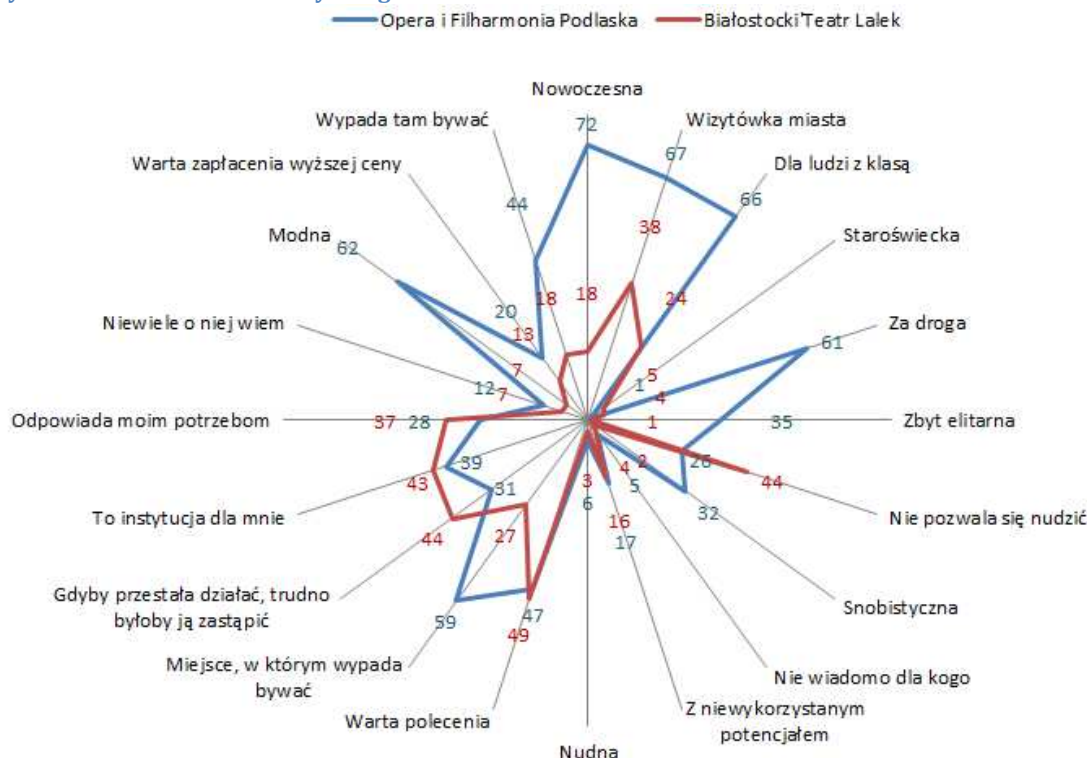 Opera i Filharmonia Podlaska Białostocki Teatr Lalek
Nowoczesna
72
Wizytówka miasta
67
38
Dla ludzi z klasą
66
24
Staroświecka
1
5
Za droga
61
4
Zbyt elitarna
35
1
Nie pozwala się nudzić
26
44
Snobistyczna
32
2
Nie wiadomo dla kogo
5
4
Z niewykorzystanym
potencjałem
17
16
Nudna
6
3
Warta polecenia
47
49
Miejsce, w którym wypada
bywać
59
27
Gdyby przestała działać, trudno
byłoby ją zastąpić
31
44
To instytucja dla mnie
39
43
Odpowiada moim potrzebom
28
37
Niewiele o niej wiem
12
7
Modna
62
7
Warta zapłacenia wyższej ceny
20
13
Wypada tam bywać
44
18
18